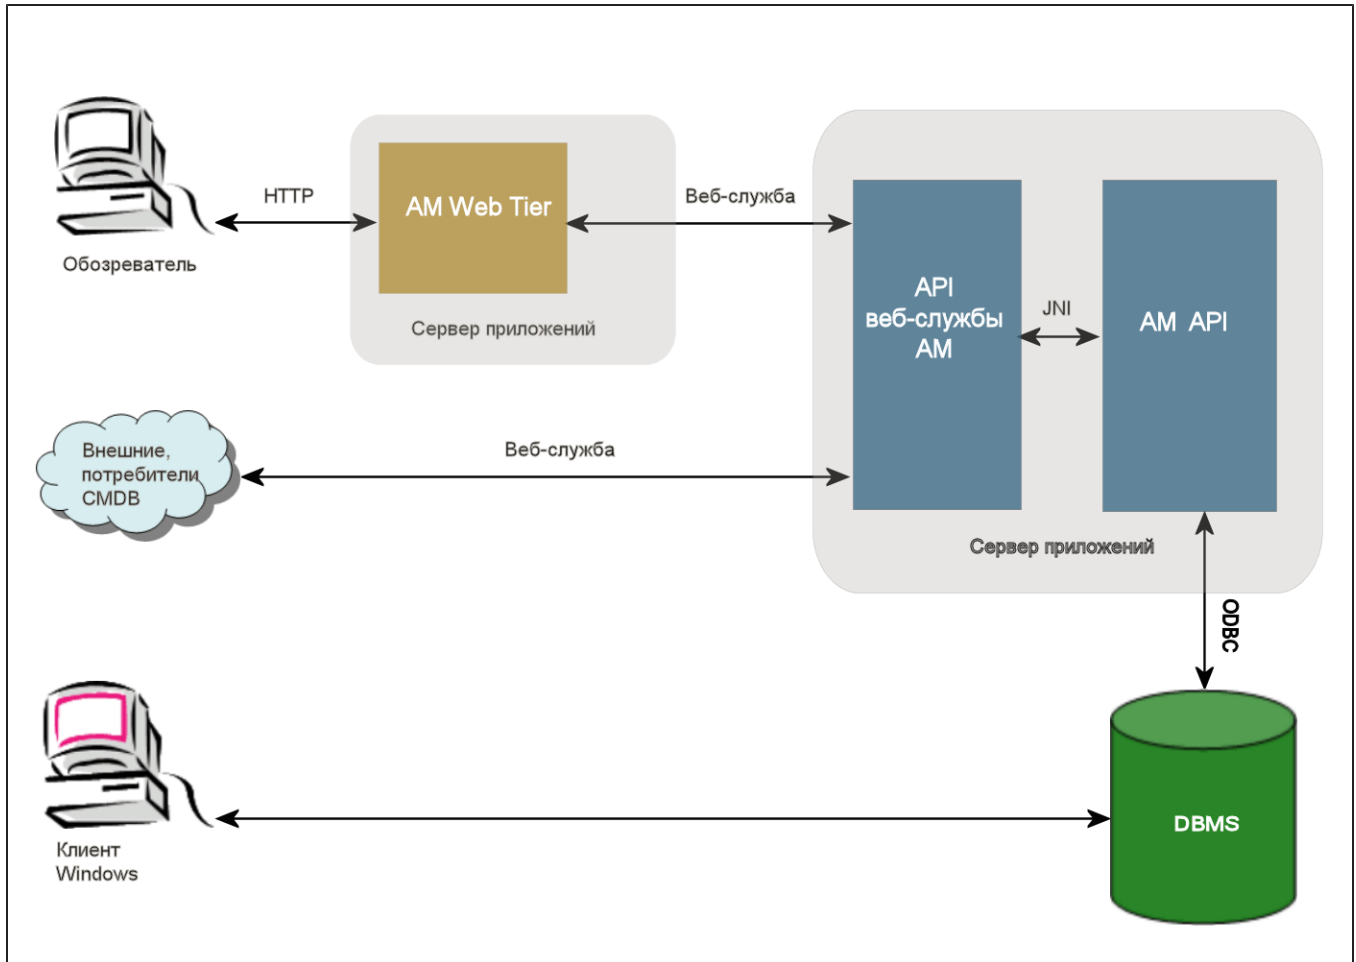 HTTP
AM Web Tier
Веб-служба
Обозреватель
Сервер приложений
API
веб-службы
AM
JNI
AM API
Внешние,
потребители
CMDB
Веб-служба
Сервер приложений
ODBC
DBMS
Клиент
Windows